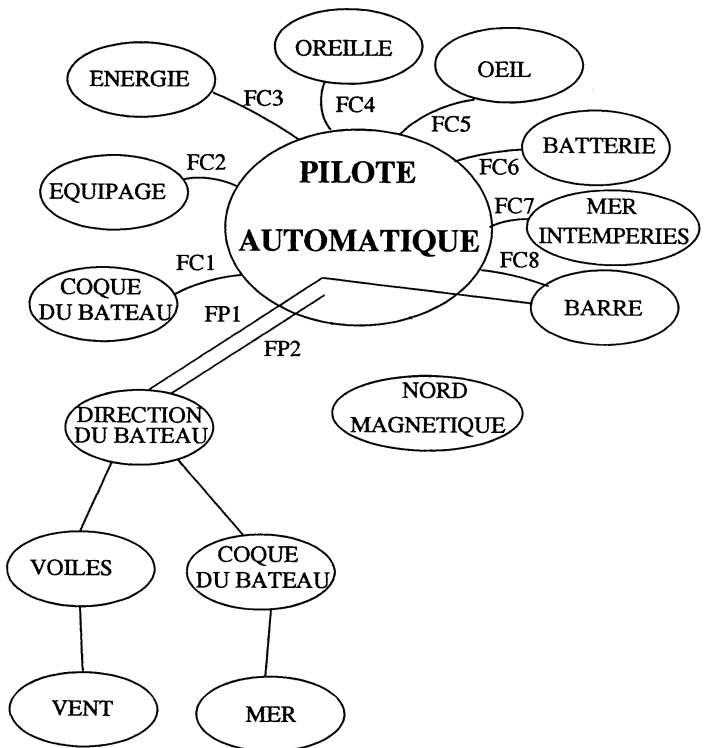 OREILLE
OEIL
ENERGIE
FC3
FC4
FC5
BATTERIE
FC2
PILOTE
FC6
EQUIPAGE
FC7
MER
INTEMPERIES
AUTOMATIQUE
FC1
FC8
COQUE
DU BATEAU
FP1
BARRE
FP2
NORD
MAGNETIQUE
DIRECTION
DU BATEAU
VOILES
COQUE
DU BATEAU
VENT
MER